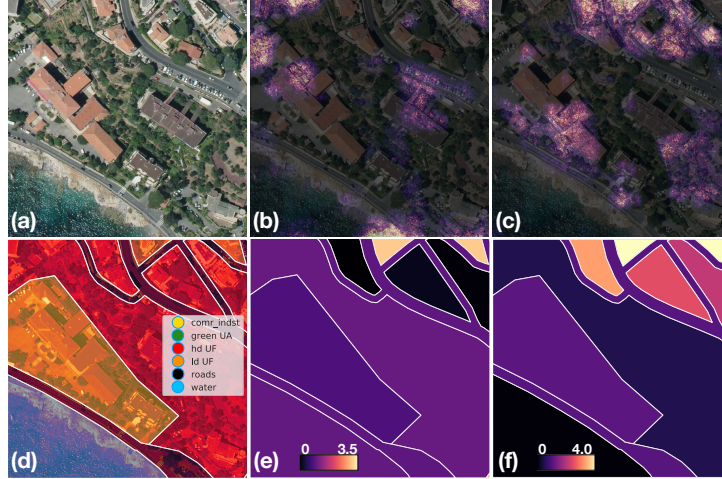 (a)
(b)
(c)
comr_indst
green UA
hd UF
ld UF
roads
water
(d)
0 3.5
(e)
0 4.0
(f)